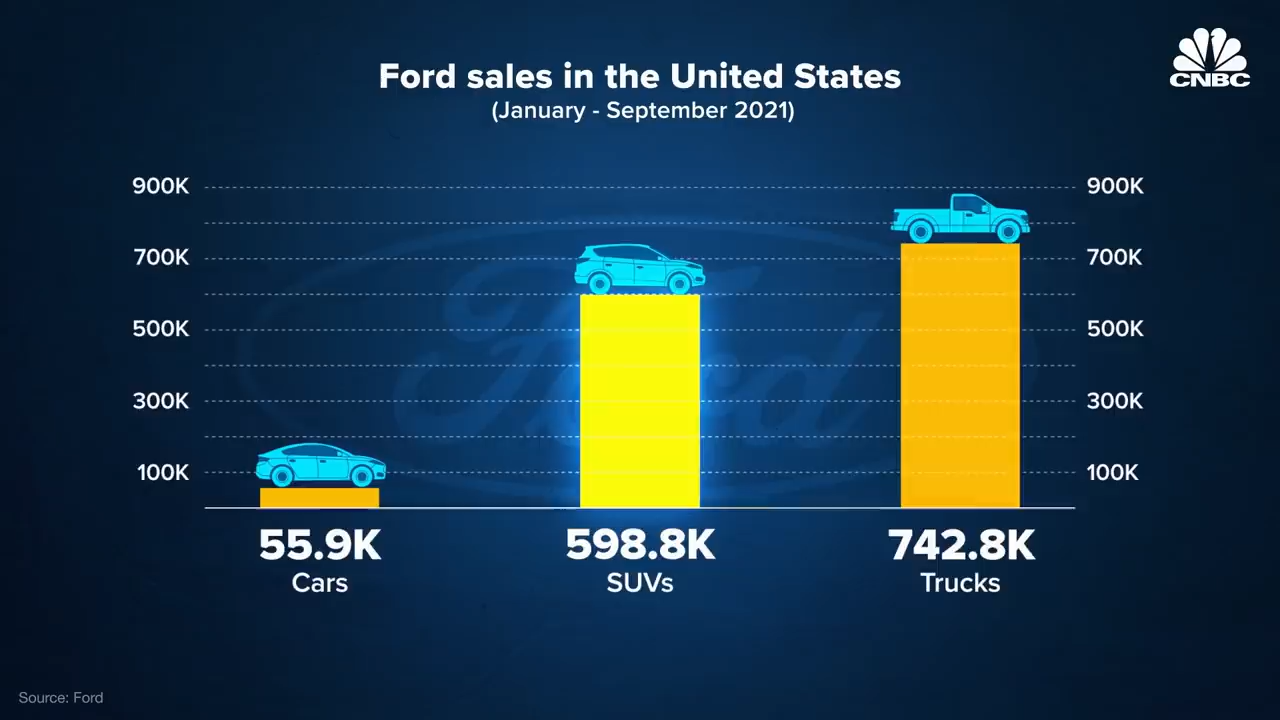 CNBC
Ford sales in the United States
(January - September 2021)
900K 900K
700K 700K
500K 500K
300K 300K
100K 100K
Ford
55.9K 598.8K 742.8K
Cars SUVs Trucks
Source: Ford